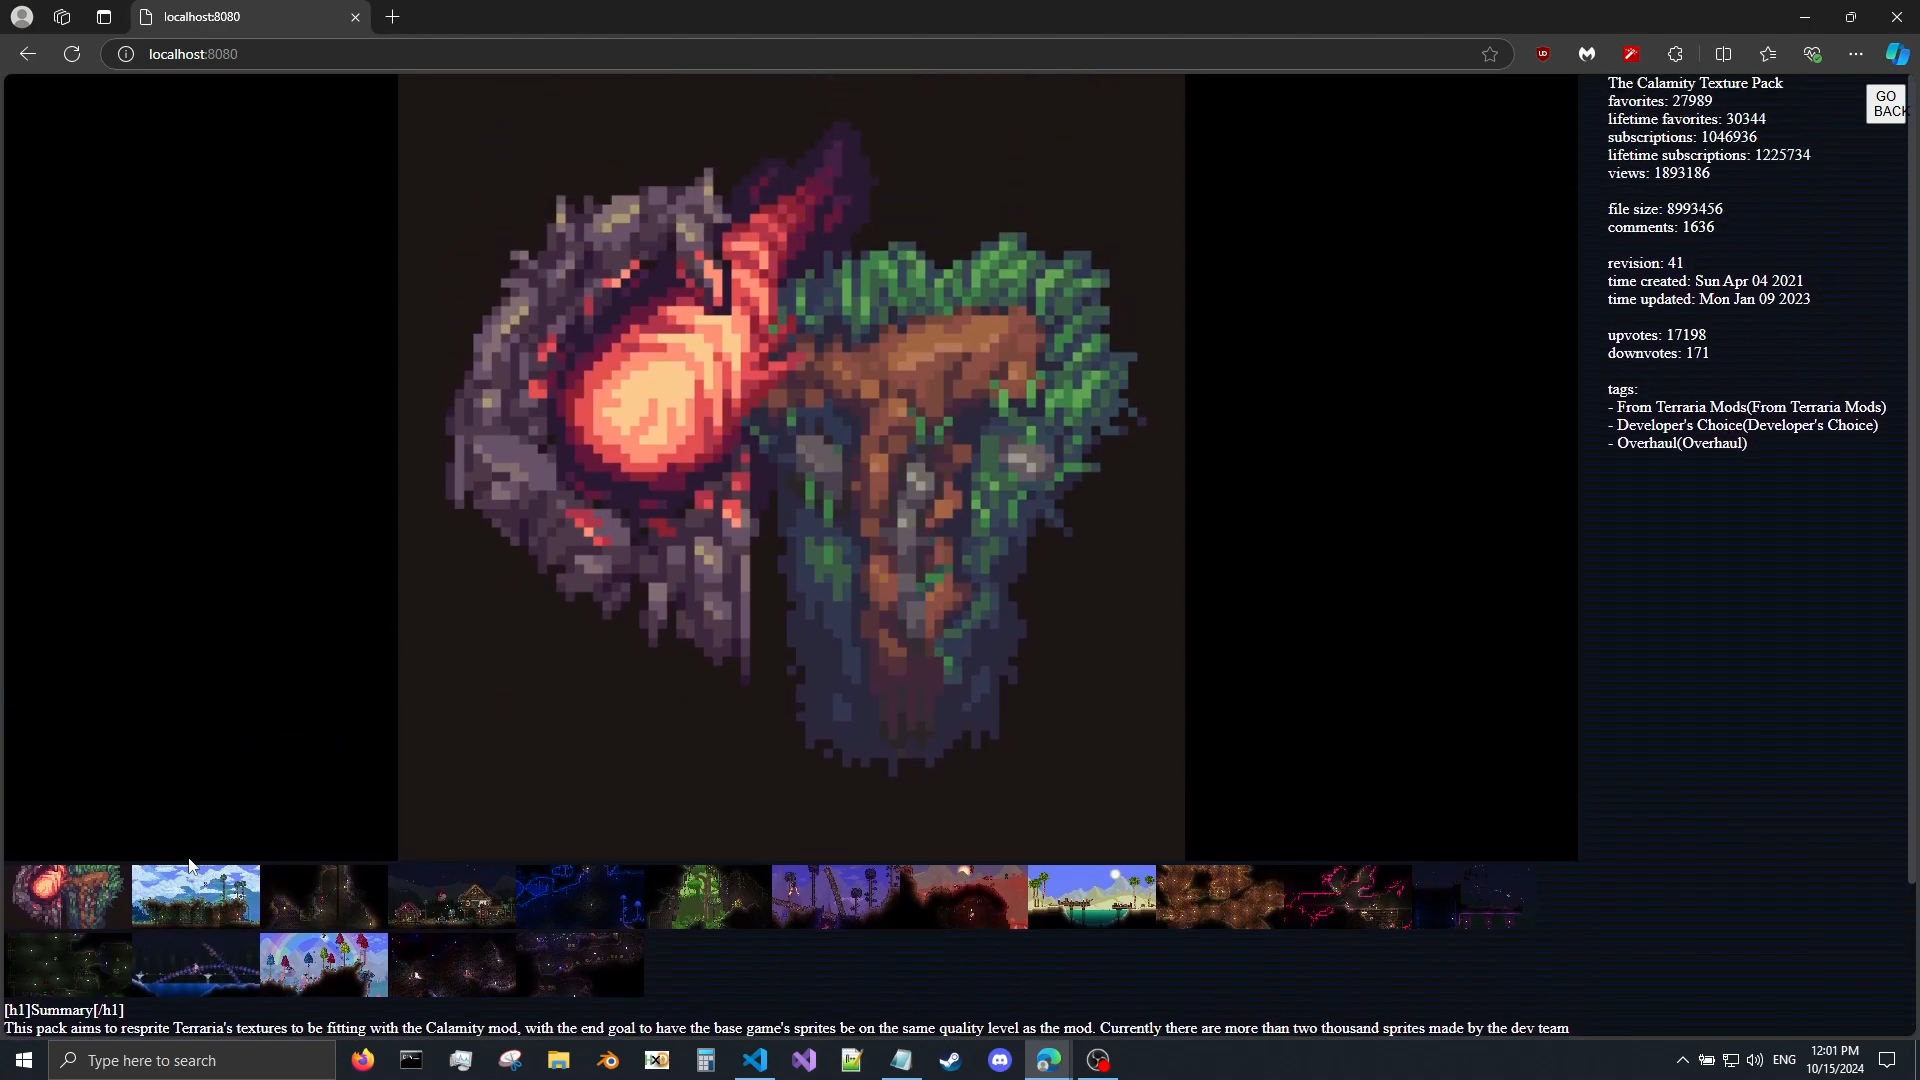 localhost:8080
localhost:8080
The Calamity Texture Pack
favorites: 27989
lifetime favorites: 30344
subscriptions: 1046936
lifetime subscriptions: 1225734
views: 1893186
GO
BACK
file size: 8993456
comments: 1636
revision: 41
time created: Sun Apr 04 2021
time updated: Mon Jan 09 2023
upvotes: 17198
downvotes: 171
tags:
- From Terraria Mods(From Terraria Mods)
- Developer's Choice(Developer's Choice)
- Overhaul(Overhaul)
[h1]Summary[/h1]
This pack aims to resprite Terraria's textures to be fitting with the Calamity mod, with the end goal to have the base game's sprites be on the same quality level as the mod. Currently there are more than two thousand sprites made by the dev team
Type here to search
ENG
12:01 PM
10/15/2024